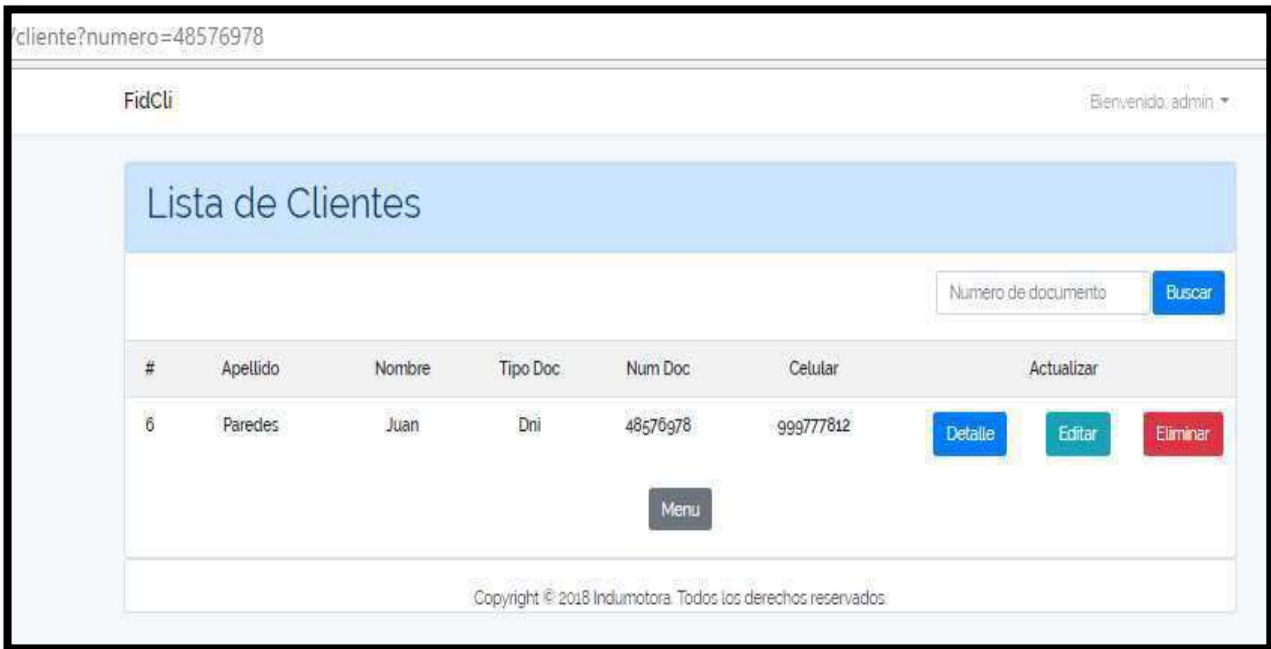 /cliente?numero=48576978
FidCli
Bienvenido, admin
Lista de Clientes
Numero de documento Buscar
# Apellido Nombre Tipo Doc Num Doc Celular Actualizar
6 Paredes Juan Dni 48576978 999777812 Detalle Editar Eliminar
Menu
Copyright © 2018 Indumotora. Todos los derechos reservados